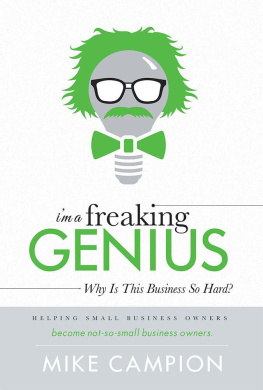 i'm a freaking
GENIUS
Why Is This Business So Hard?
HELPING SMALL BUSINESS OWNERS
become not-so-small business owners.
MIKE CAMPION